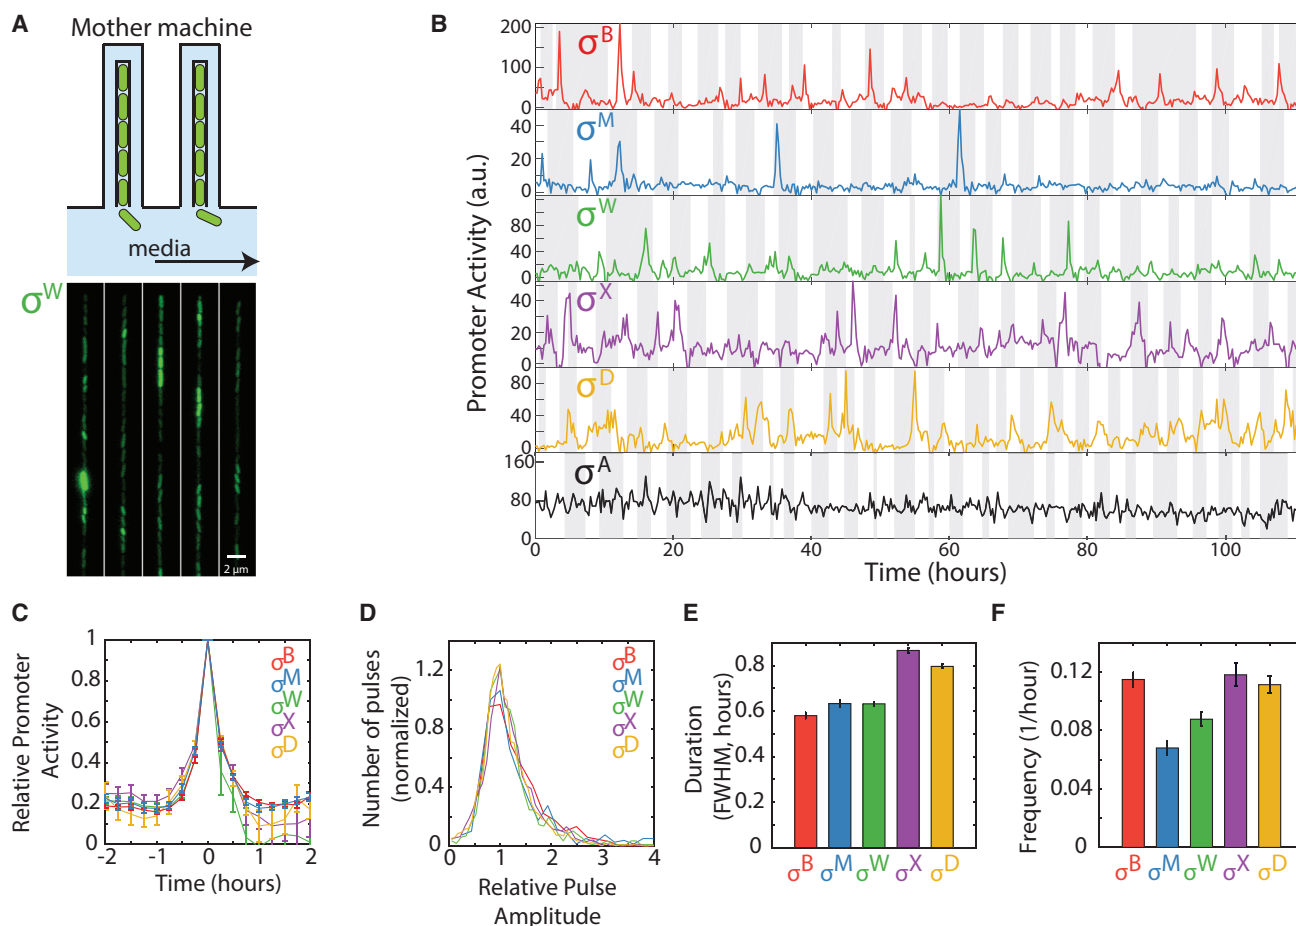 A
Mother machine
media
σW
2 µm
B
Promoter Activity (a.u.)
200
100
0
σB
40
20
0
σM
80
40
0
σW
40
20
0
σX
80
40
0
σD
160
80
0
σA
0 20 40 60 80 100
Time (hours)
C
Relative Promoter
Activity
1
0.8
0.6
0.4
0.2
0
-2 -1 0 1 2
Time (hours)
σB
σM
σW
σX
σD
D
Number of pulses
(normalized)
1.2
0.8
0.4
0
0 1 2 3 4
Relative Pulse
Amplitude
σB
σM
σW
σX
σD
E
Duration
(FWHM, hours)
0.8
0.6
0.4
0.2
0
σB σM σW σX σD
F
Frequency (1/hour)
0.12
0.08
0.04
0
σB σM σW σX σD